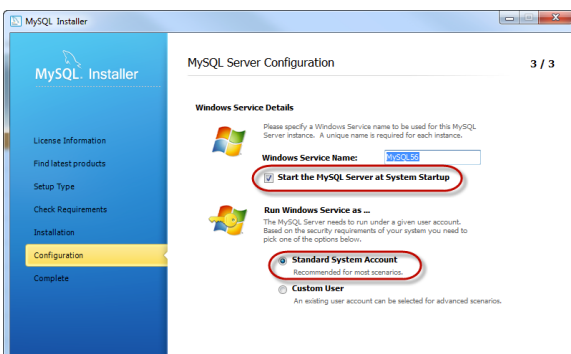 MySQL Installer
MySQL. Installer
MySQL Server Configuration
3 / 3
License Information
Find latest products
Setup Type
Check Requirements
Installation
Configuration
Complete
Windows Service Details
Please specify a Windows Service name to be used for this MySQL
Server instance. A unique name is required for each instance.
Windows Service Name:
MySQL56
Start the MySQL Server at System Startup
Run Windows Service as ...
The MySQL Server needs to run under a given user account.
Based on the security requirements of your system you need to
pick one of the options below.
Standard System Account
Recommended for most scenarios.
Custom User
An existing user account can be selected for advanced scenarios.